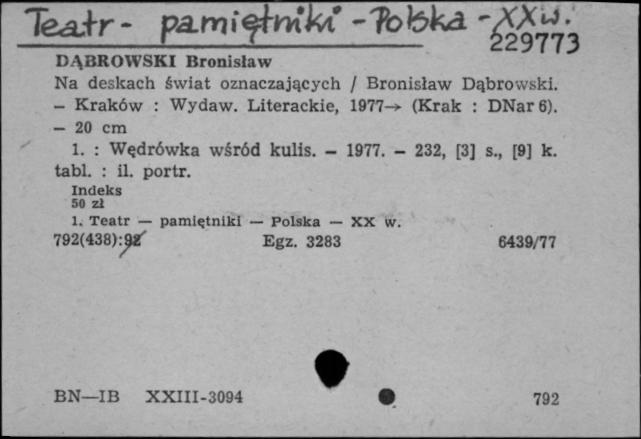 Teatr - pamiętniki - Polska - XX w.
229773
DĄBROWSKI Bronisław
Na deskach świat oznaczających / Bronisław Dąbrowski.
— Kraków : Wydaw. Literackie, 1977→ (Krak : DNar 6).
— 20 cm
1. : Wędrówka wśród kulis. — 1977. — 232, [3] s., [9] k.
tabl. : il. portr.
Indeks
50 zł
1. Teatr — pamiętniki — Polska — XX w.
792(438):92 Egz. 3283 6439/77
BN—IB XXIII-3094 792